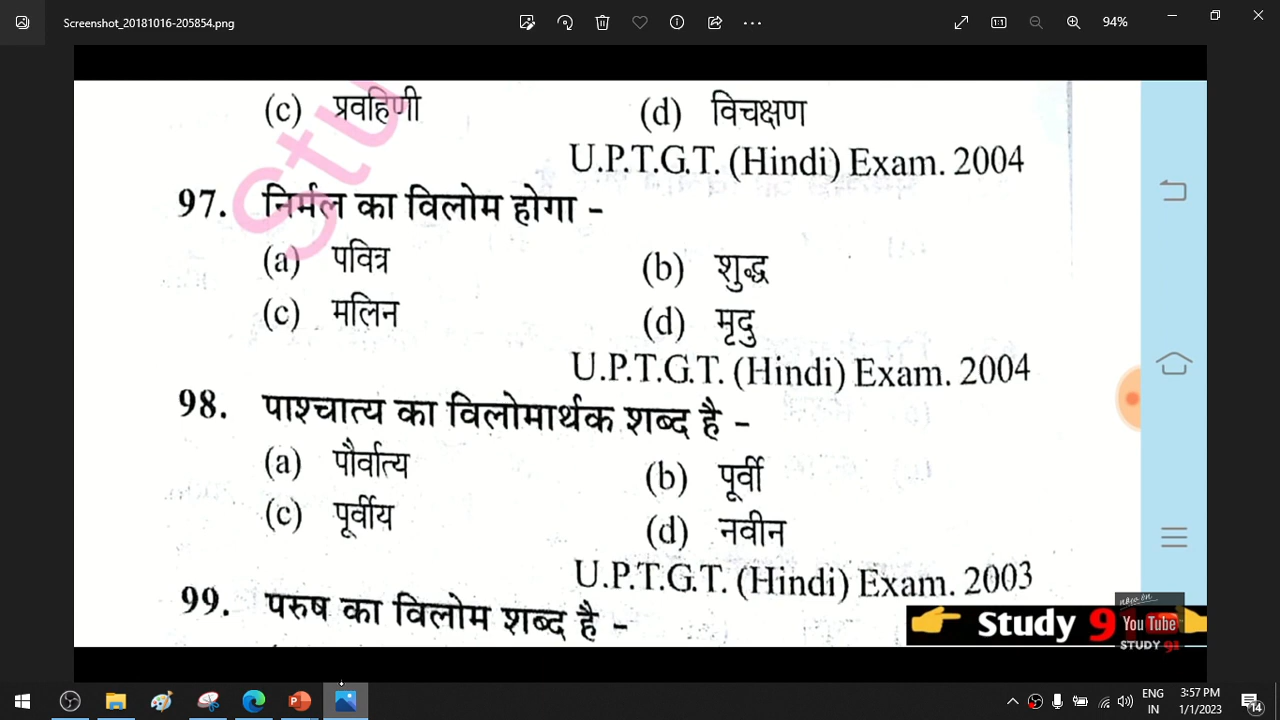 Screenshot_20181016-205854.png
94%
(c) प्रवहिणी (d) विचक्षण
U.P.T.G.T. (Hindi) Exam. 2004
Stu
97. निर्मल का विलोम होगा -
(a) पवित्र (b) शुद्ध
(c) मलिन (d) मृदु
U.P.T.G.T. (Hindi) Exam. 2004
98. पाश्चात्य का विलोमार्थक शब्द है -
(a) पौर्वात्य (b) पूर्वी
(c) पूर्वीय (d) नवीन
U.P.T.G.T. (Hindi) Exam. 2003
99. परुष का विलोम शब्द है -
Study 9
You Tube
STUDY 91
ENG
IN
3:57 PM
1/1/2023
14